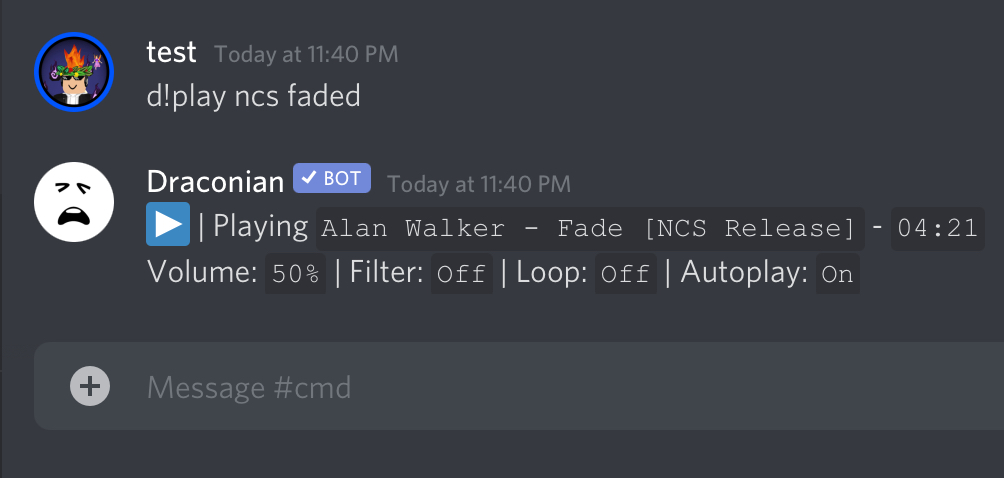 test Today at 11:40 PM
d!play ncs faded
Draconian ✔ BOT Today at 11:40 PM
▶ | Playing Alan Walker - Fade [NCS Release] - 04:21
Volume: 50% | Filter: Off | Loop: Off | Autoplay: On
Message #cmd